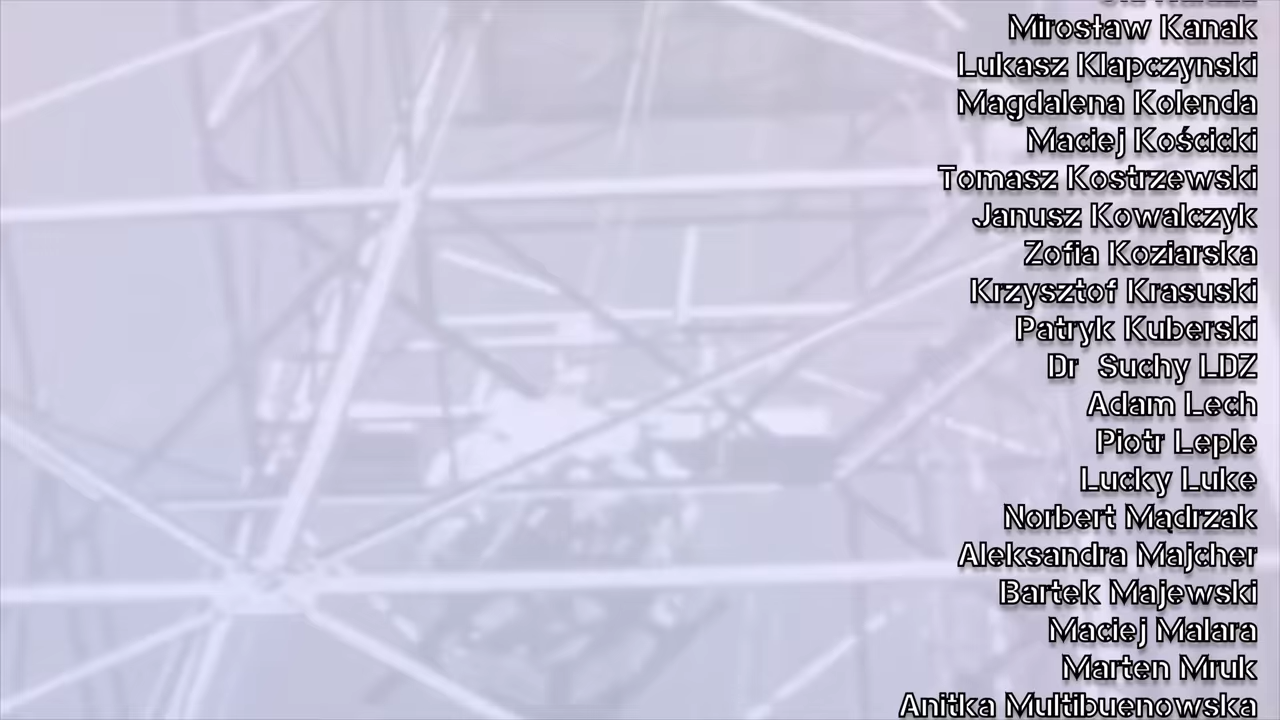 Mirosław Kanak
Lukasz Klapczynski
Magdalena Kolenda
Maciej Kościcki
Tomasz Kostrzewski
Janusz Kowalczyk
Zofia Koziarska
Krzysztof Krasuski
Patryk Kuberski
Dr Suchy LDZ
Adam Lech
Piotr Leple
Lucky Luke
Norbert Mądrzak
Aleksandra Majcher
Bartek Majewski
Maciej Malara
Marten Mruk
Anitka Multibuenowska